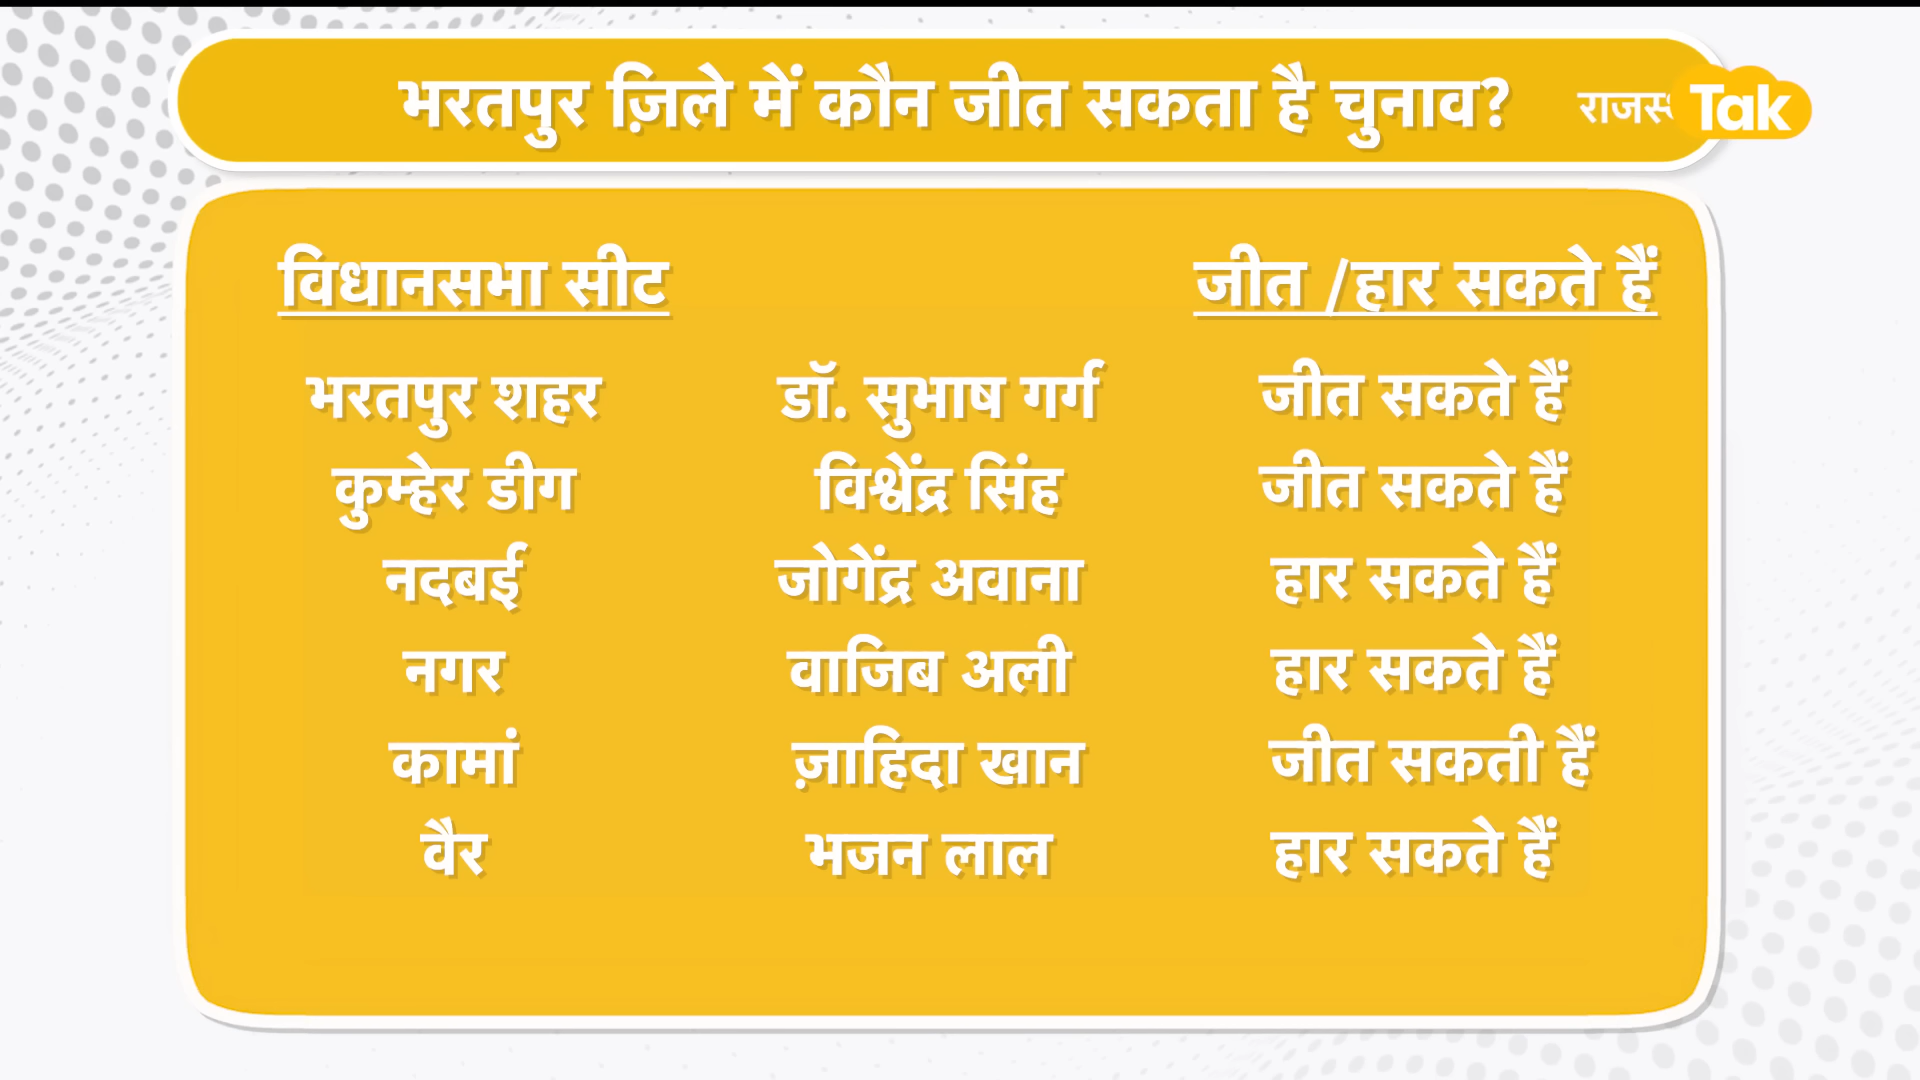 भरतपुर ज़िले में कौन जीत सकता है चुनाव?
Tak
विधानसभा सीट जीत /हार सकते हैं
भरतपुर शहर डॉ. सुभाष गर्ग जीत सकते हैं
कुम्हेर डीग विश्वेंद्र सिंह जीत सकते हैं
नदबई जोगेंद्र अवाना हार सकते हैं
नगर वाजिब अली हार सकते हैं
कामां ज़ाहिदा खान जीत सकती हैं
वैर भजन लाल हार सकते हैं